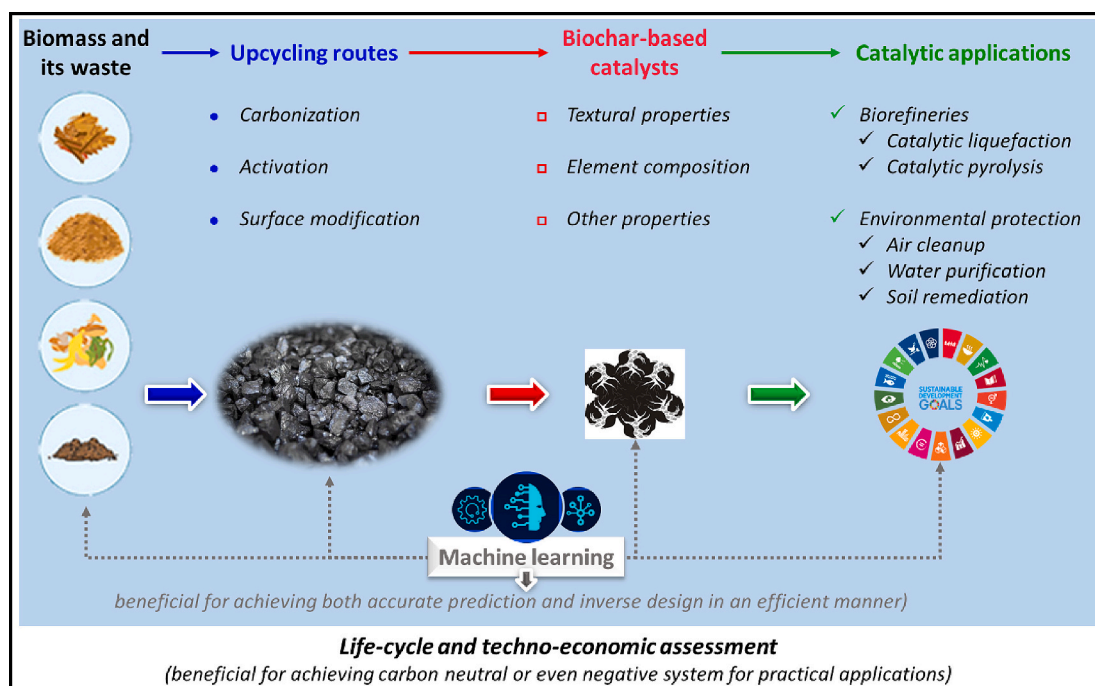 Biomass and
its waste
Upcycling routes
Biochar-based
catalysts
Catalytic applications
Carbonization
Activation
Surface modification
Textural properties
Element composition
Other properties
Biorefineries
Catalytic liquefaction
Catalytic pyrolysis
Environmental protection
Air cleanup
Water purification
Soil remediation
SUSTAINABLE
DEVELOPMENT
GOALS
Machine learning
beneficial for achieving both accurate prediction and inverse design in an efficient manner)
Life-cycle and techno-economic assessment
(beneficial for achieving carbon neutral or even negative system for practical applications)